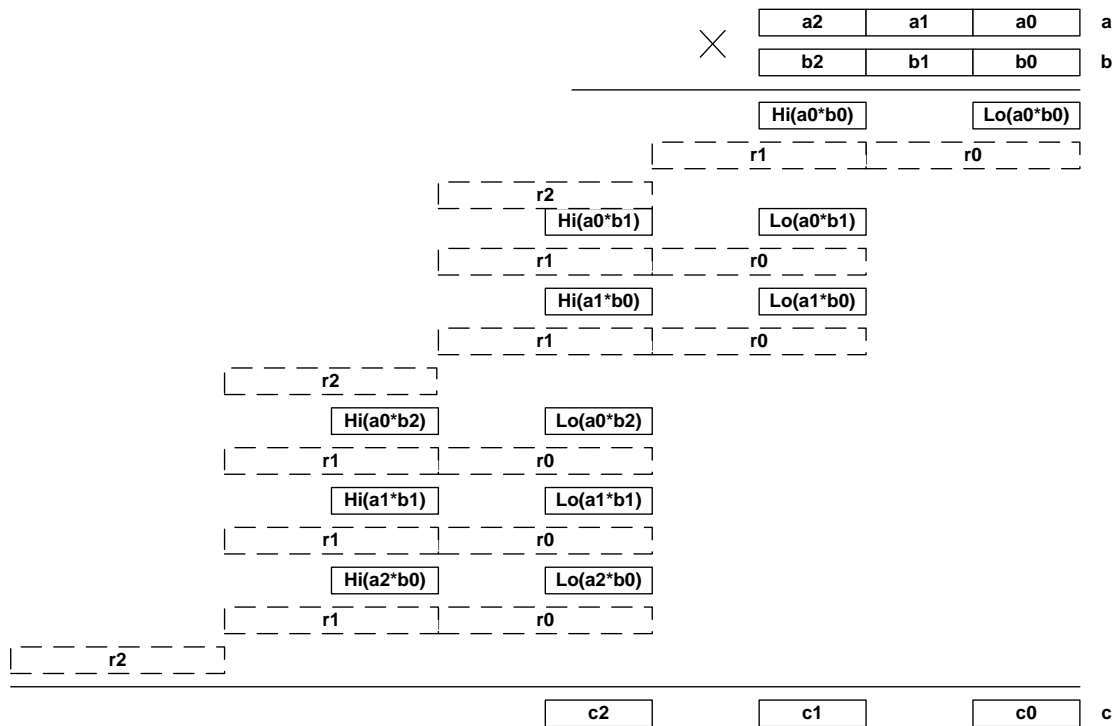 a2 a1 a0 a
b2 b1 b0 b
Hi(a0*b0) Lo(a0*b0)
r1 r0
r2
Hi(a0*b1) Lo(a0*b1)
r1 r0
Hi(a1*b0) Lo(a1*b0)
r1 r0
r2
Hi(a0*b2) Lo(a0*b2)
r1 r0
Hi(a1*b1) Lo(a1*b1)
r1 r0
Hi(a2*b0) Lo(a2*b0)
r1 r0
r2
c2 c1 c0 c